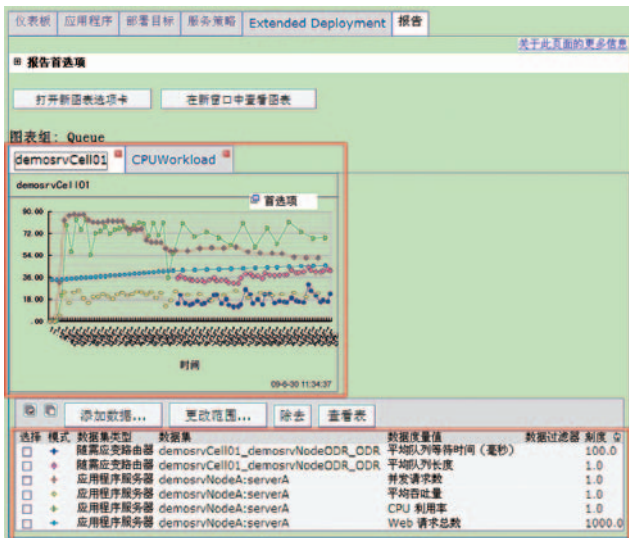 仪表板 应用程序 部署目标 服务策略 Extended Deployment 报告
关于此页面的更多信息
报告首选项
打开新图表选项卡 在新窗口中查看图表
图表组: Queue
demosrvCell01 CPUWorkload
demosrvCell01
首选项
90.00
72.00
54.00
36.00
18.00
.00
时间
09-6-30 11:34:37
添加数据... 更改范围... 除去 查看表
选择 模式 数据集类型 数据集 数据度量值 数据过滤器 刻度
随需应变路由器 demosrvCell01_demosrvNodeODR_ODR 平均队列等待时间（毫秒） 100.0
随需应变路由器 demosrvCell01_demosrvNodeODR_ODR 平均队列长度 1.0
应用程序服务器 demosrvNodeA:serverA 并发请求数 1.0
应用程序服务器 demosrvNodeA:serverA 平均吞吐量 1.0
应用程序服务器 demosrvNodeA:serverA CPU 利用率 1.0
应用程序服务器 demosrvNodeA:serverA Web 请求总数 1000.0